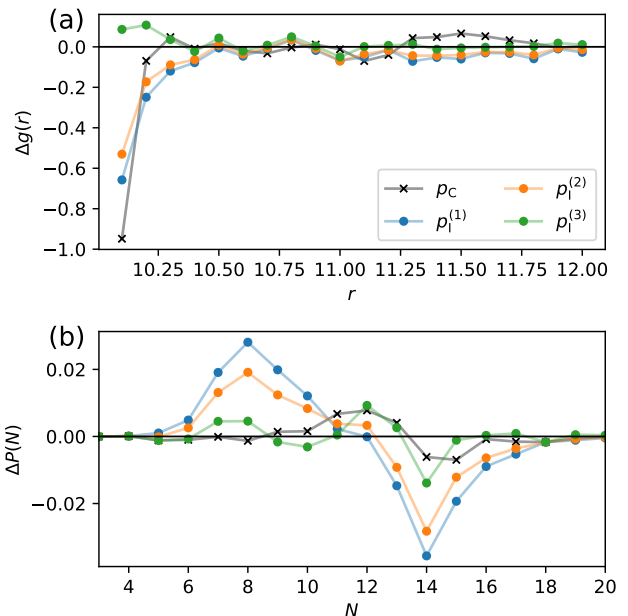 (a)
0.0
−0.2
−0.4
−0.6
−0.8
−1.0
Δg(r)
p_C p_I^(2)
p_I^(1) p_I^(3)
10.25 10.50 10.75 11.00 11.25 11.50 11.75 12.00
r
(b)
0.02
0.00
−0.02
ΔP(N)
4 6 8 10 12 14 16 18 20
N